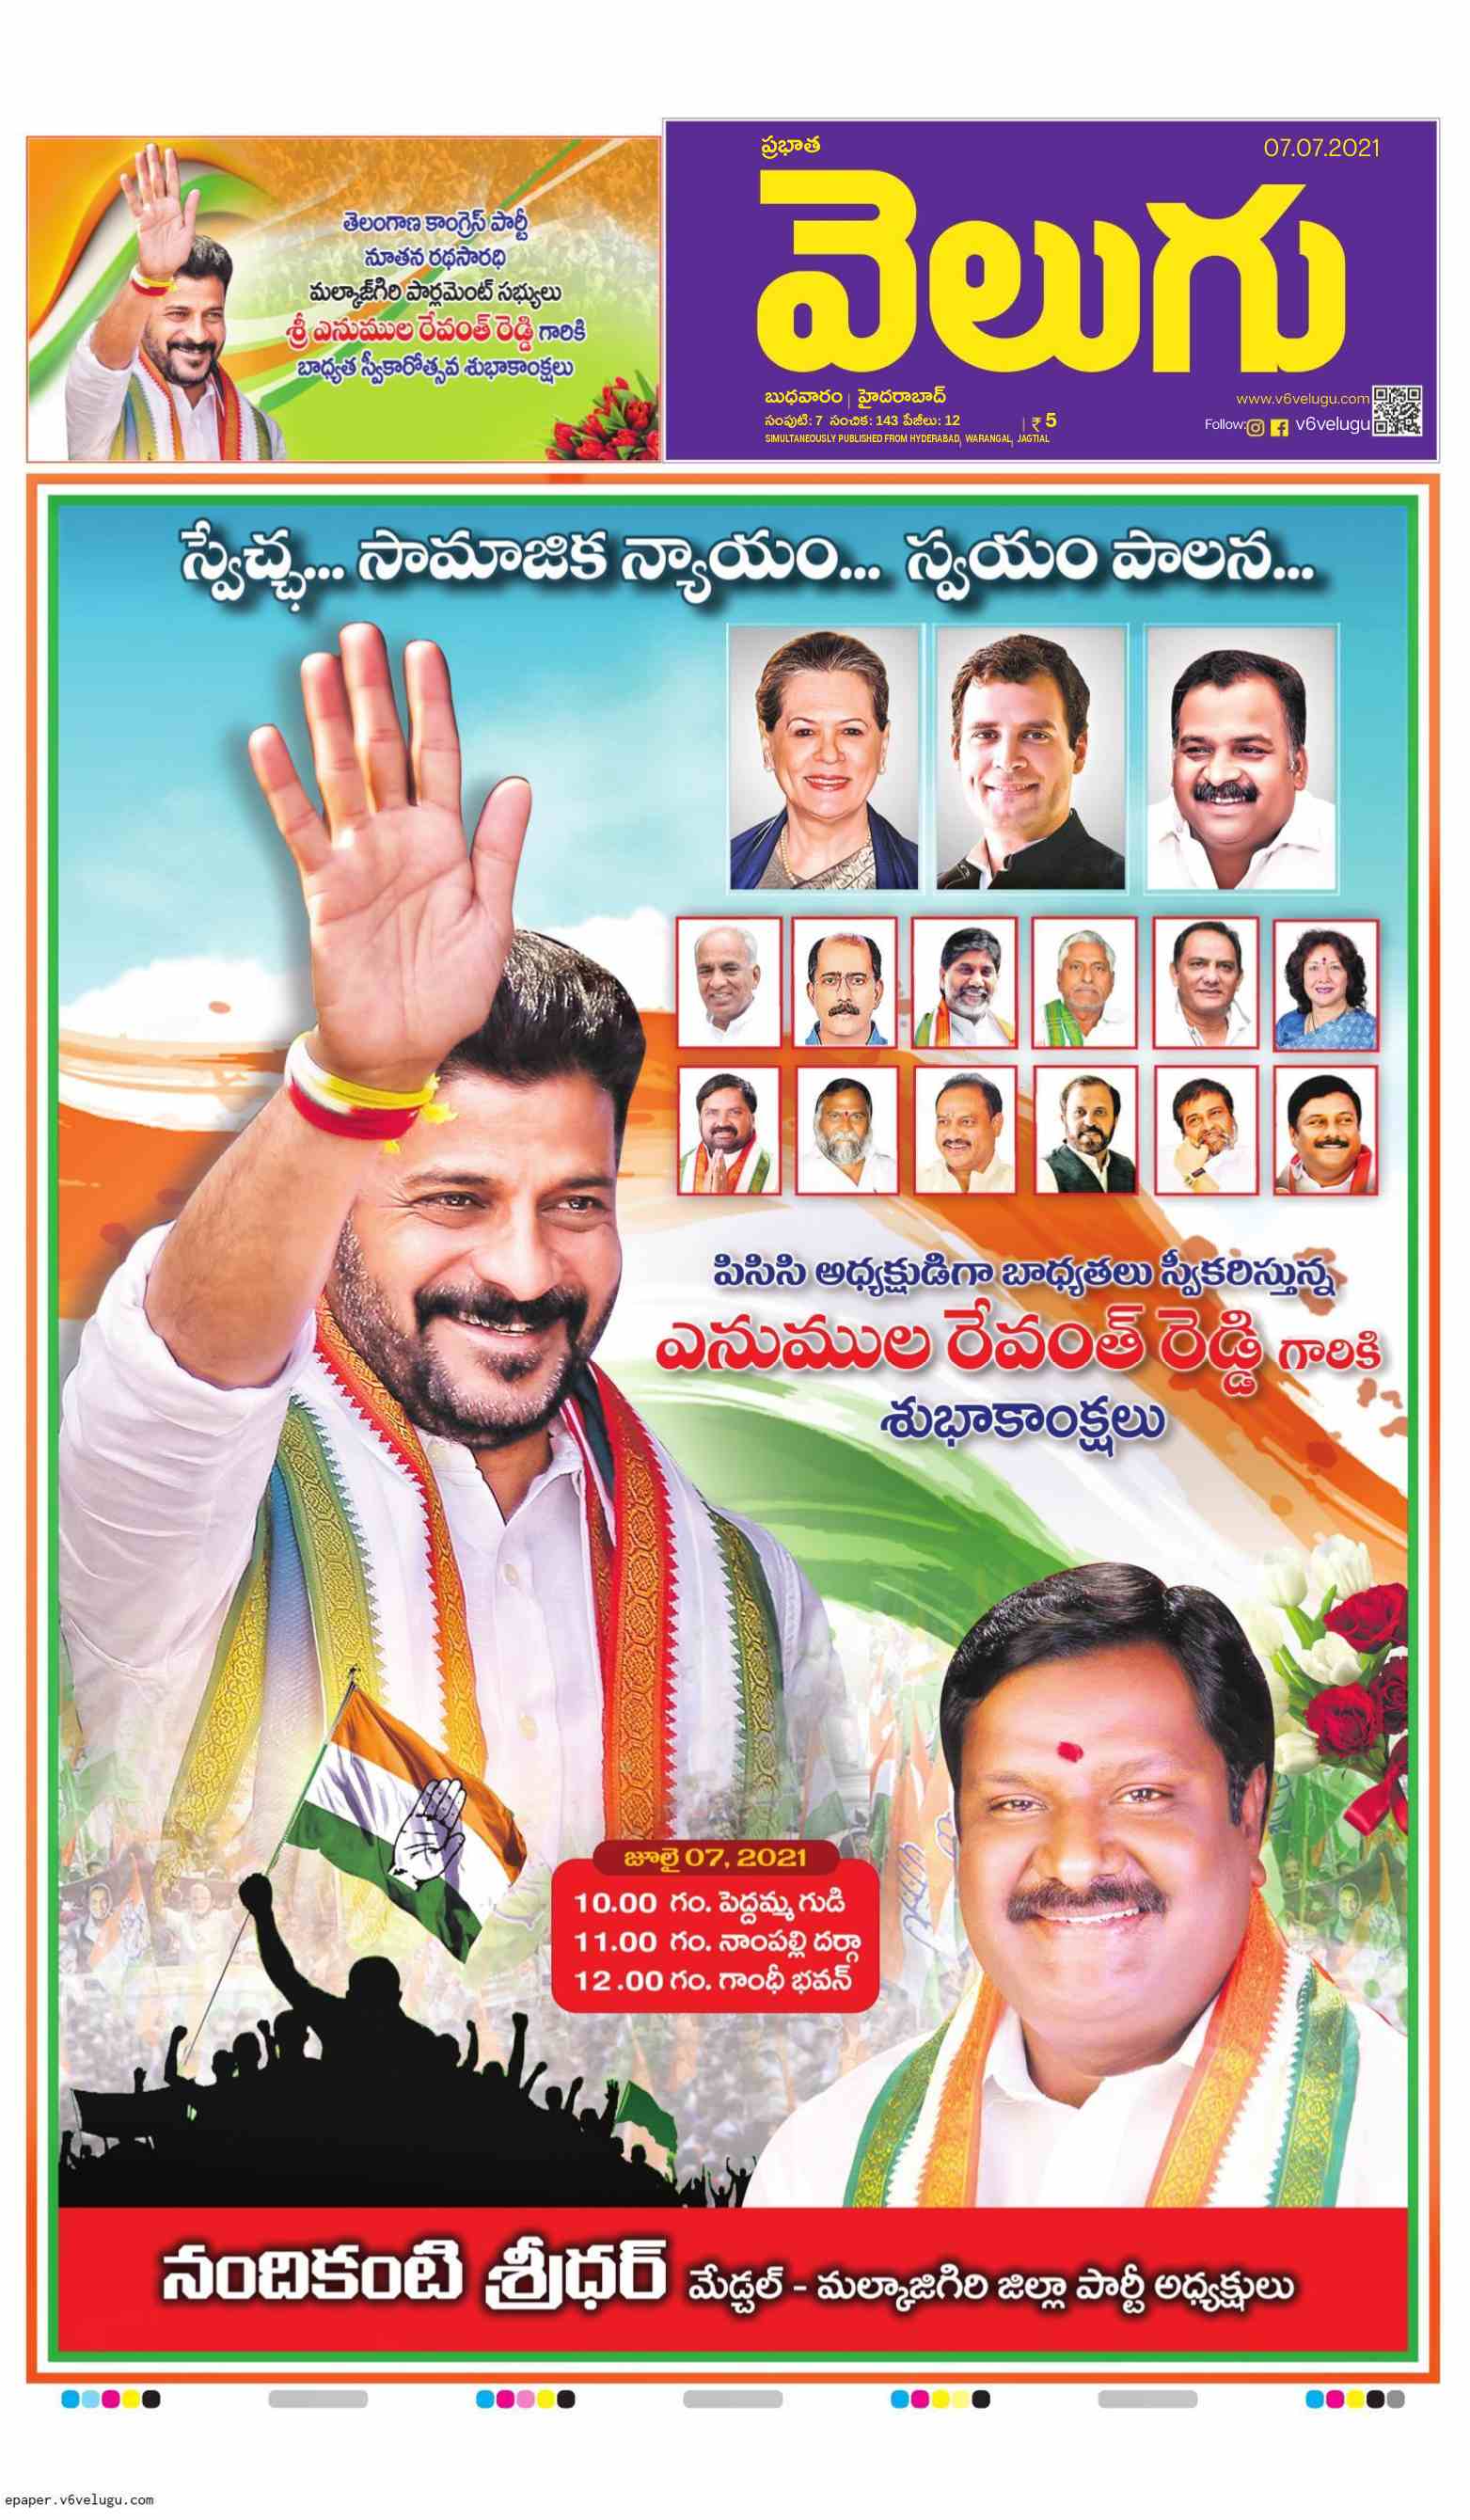 తెలంగాణ కాంగ్రెస్ పార్టీ
నూతన రథసారధి
మల్కాజ్‌గిరి పార్లమెంట్ సభ్యులు
శ్రీ ఎనుముల రేవంత్ రెడ్డి గారికి
బాధ్యత స్వీకారోత్సవ శుభాకాంక్షలు
ప్రభాత
07.07.2021
వెలుగు
బుధవారం | హైదరాబాద్
సంపుటి: 7 సంచిక: 143 పేజీలు: 12 | ₹ 5
SIMULTANEOUSLY PUBLISHED FROM HYDERABAD, WARANGAL, JAGTIAL
www.v6velugu.com
Follow: v6velugu
స్వేచ్ఛ... సామాజిక న్యాయం... స్వయం పాలన...
పిసిసి అధ్యక్షుడిగా బాధ్యతలు స్వీకరిస్తున్న
ఎనుముల రేవంత్ రెడ్డి గారికి
శుభాకాంక్షలు
జూలై 07, 2021
10.00 గం. పెద్దమ్మ గుడి
11.00 గం. నాంపల్లి దర్గా
12.00 గం. గాంధీ భవన్
నందికంటి శ్రీధర్ మేడ్చల్ - మల్కాజిగిరి జిల్లా పార్టీ అధ్యక్షులు
epaper.v6velugu.com